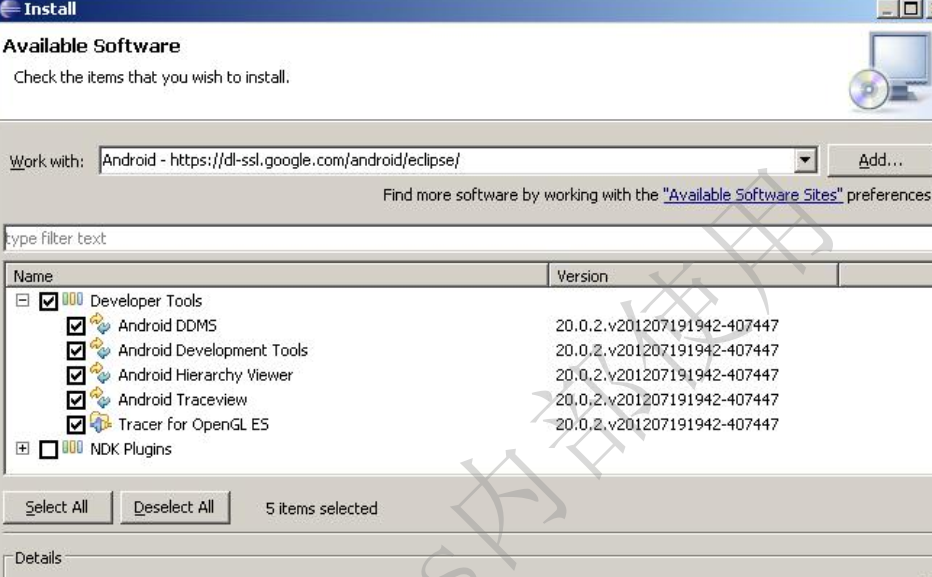 Install
Available Software
Check the items that you wish to install.
Work with: Android - https://dl-ssl.google.com/android/eclipse/ Add...
Find more software by working with the "Available Software Sites" preferences
type filter text
Name Version
Developer Tools
Android DDMS 20.0.2.v201207191942-407447
Android Development Tools 20.0.2.v201207191942-407447
Android Hierarchy Viewer 20.0.2.v201207191942-407447
Android Traceview 20.0.2.v201207191942-407447
Tracer for OpenGL ES 20.0.2.v201207191942-407447
NDK Plugins
Select All Deselect All 5 items selected
Details
s内部使用